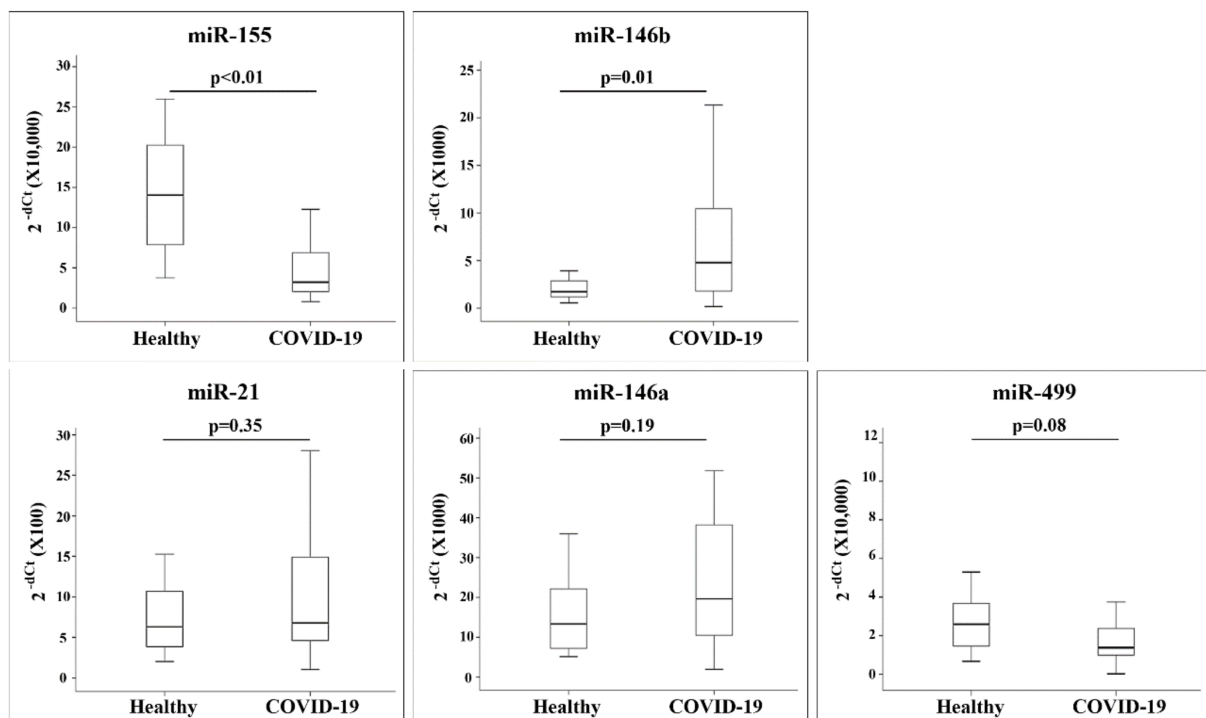 miR-155
p<0.01
30
25
20
15
10
5
0
2^-dCt (X10,000)
Healthy COVID-19
miR-146b
p=0.01
25
20
15
10
5
0
2^-dCt (X1000)
Healthy COVID-19
miR-21
p=0.35
30
25
20
15
10
5
0
2^-dCt (X100)
Healthy COVID-19
miR-146a
p=0.19
60
50
40
30
20
10
0
2^-dCt (X1000)
Healthy COVID-19
miR-499
p=0.08
12
10
8
6
4
2
0
2^-dCt (X10,000)
Healthy COVID-19